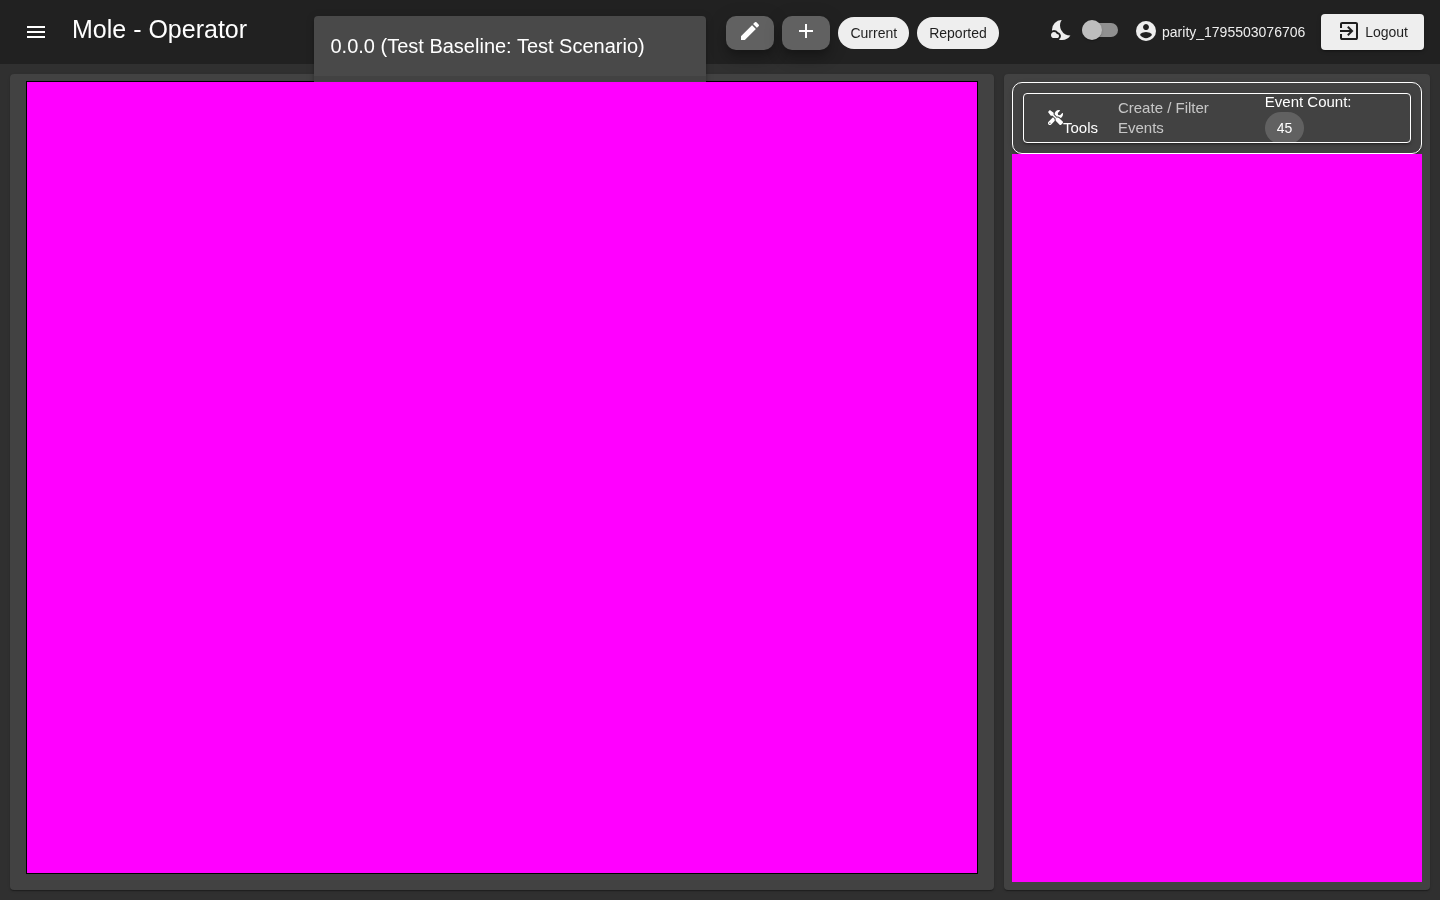 Mole - Operator
0.0.0 (Test Baseline: Test Scenario)
Current
Reported
parity_1795503076706
Logout
Tools
Create / Filter
Events
Event Count:
45